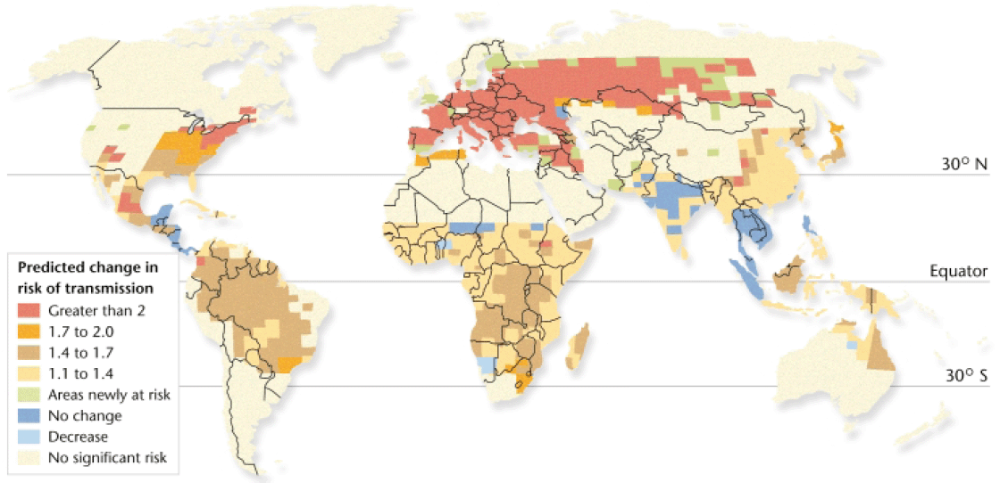 30° N
Equator
30° S
Predicted change in
risk of transmission
Greater than 2
1.7 to 2.0
1.4 to 1.7
1.1 to 1.4
Areas newly at risk
No change
Decrease
No significant risk